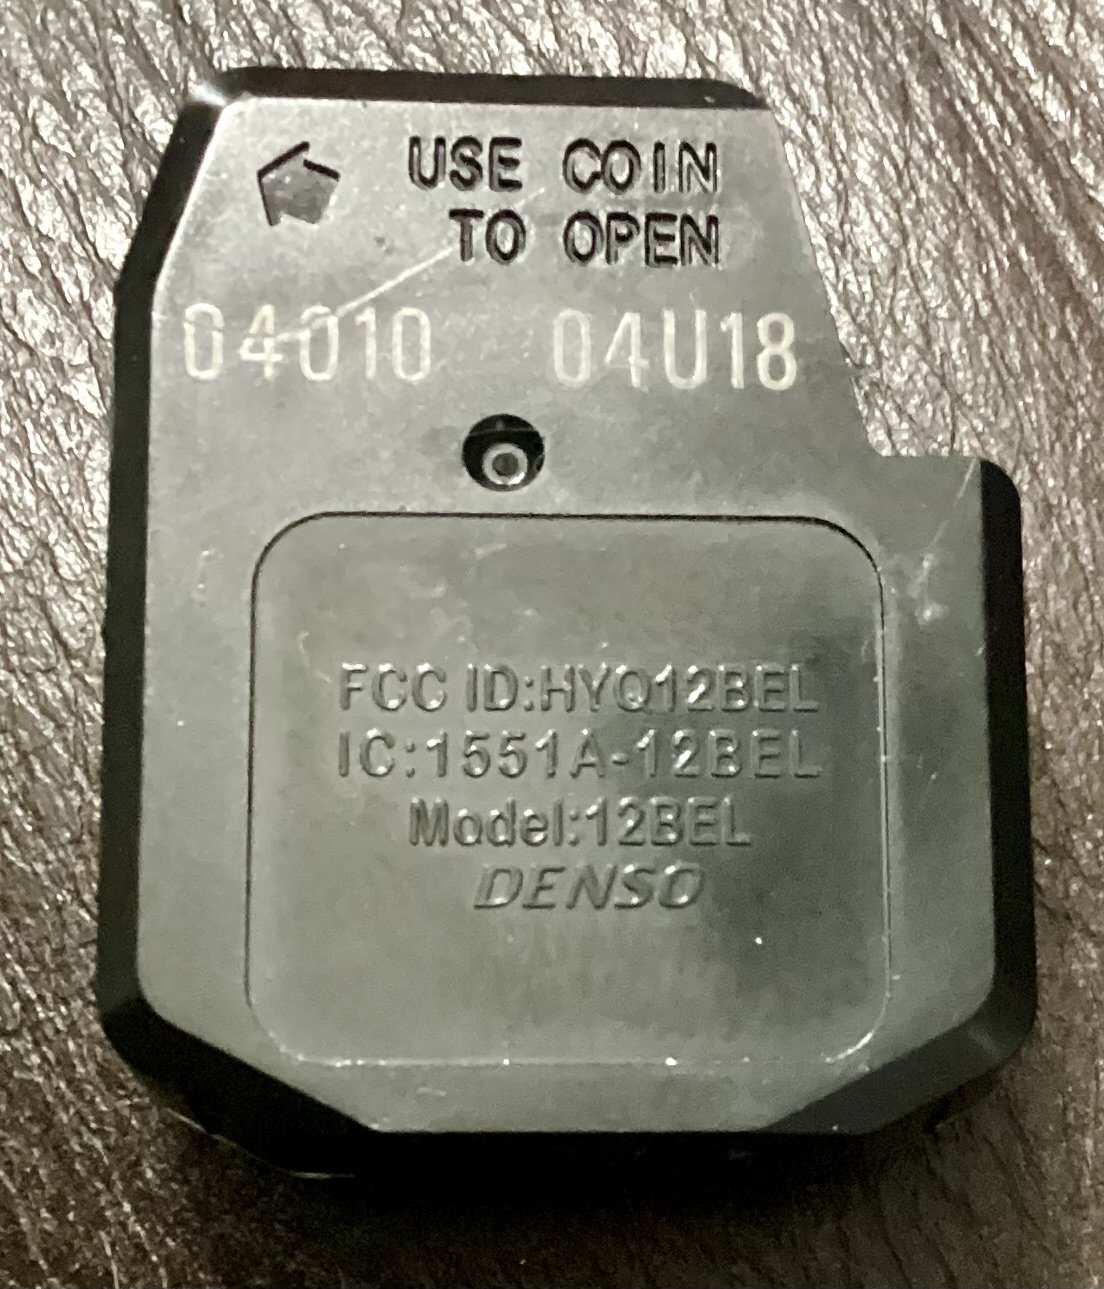 USE COIN
TO OPEN
04010 04U18
FCC ID:HYQ12BEL
IC:1551A-12BEL
Model:12BEL
DENSO